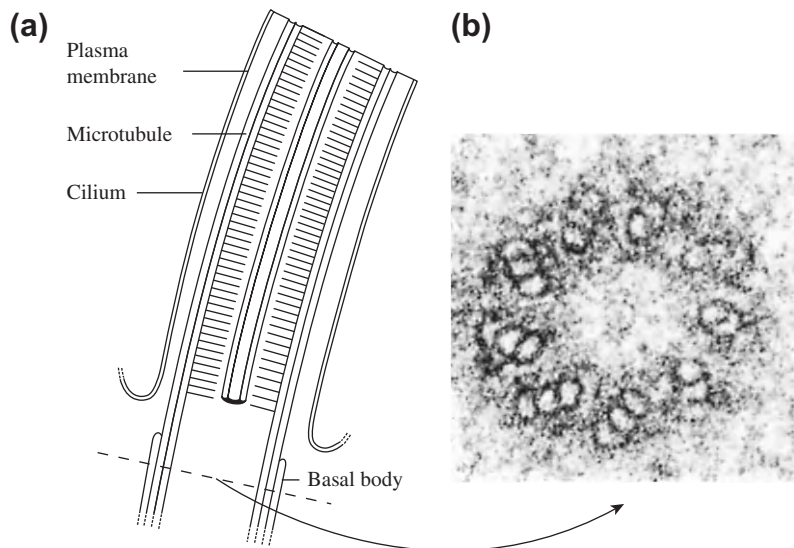 (a)
Plasma
membrane
Microtubule
Cilium
Basal body
(b)